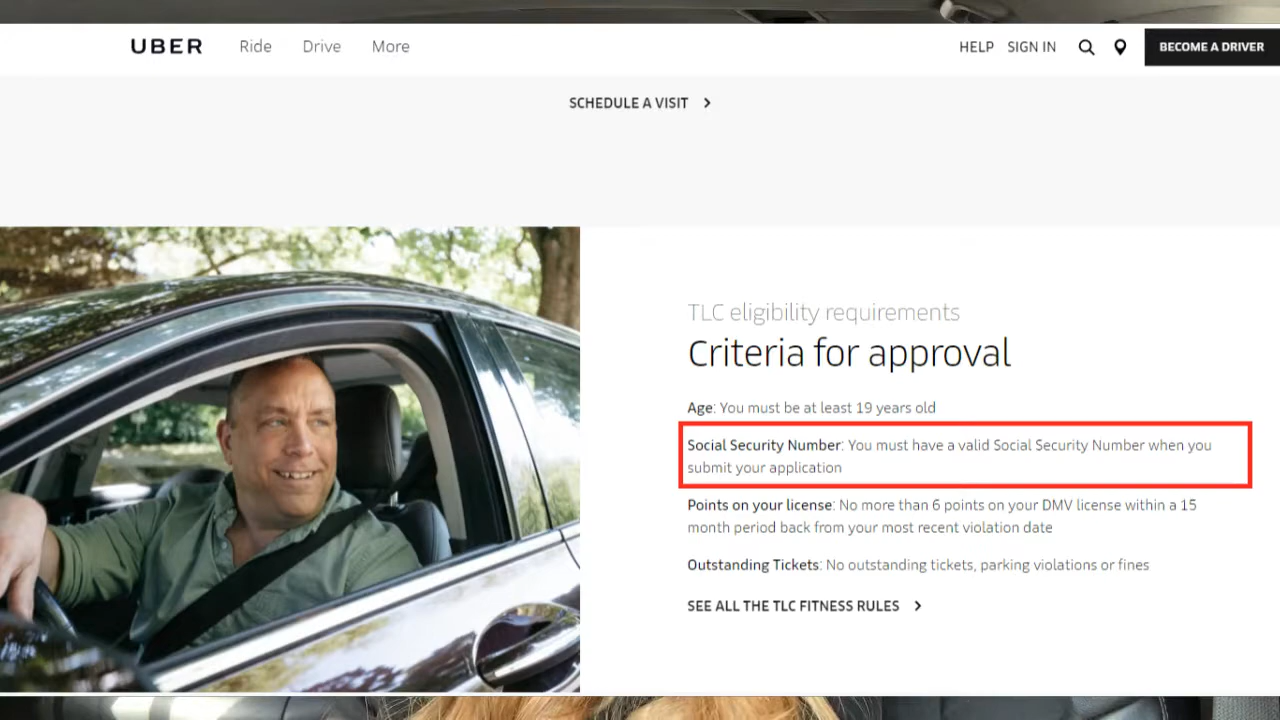 UBER Ride Drive More HELP SIGN IN BECOME A DRIVER
SCHEDULE A VISIT
TLC eligibility requirements
Criteria for approval
Age: You must be at least 19 years old
Social Security Number: You must have a valid Social Security Number when you
submit your application
Points on your license: No more than 6 points on your DMV license within a 15
month period back from your most recent violation date
Outstanding Tickets: No outstanding tickets, parking violations or fines
SEE ALL THE TLC FITNESS RULES